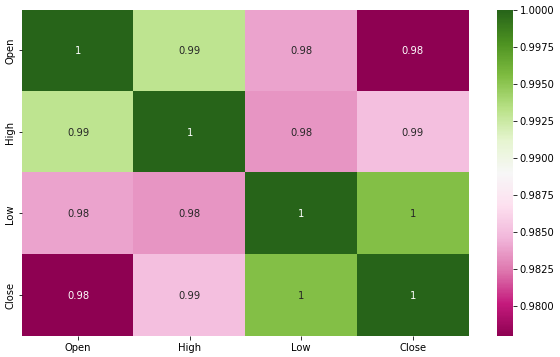 Open 1 0.99 0.98 0.98
High 0.99 1 0.98 0.99
Low 0.98 0.98 1 1
Close 0.98 0.99 1 1
Open High Low Close
1.0000
0.9975
0.9950
0.9925
0.9900
0.9875
0.9850
0.9825
0.9800